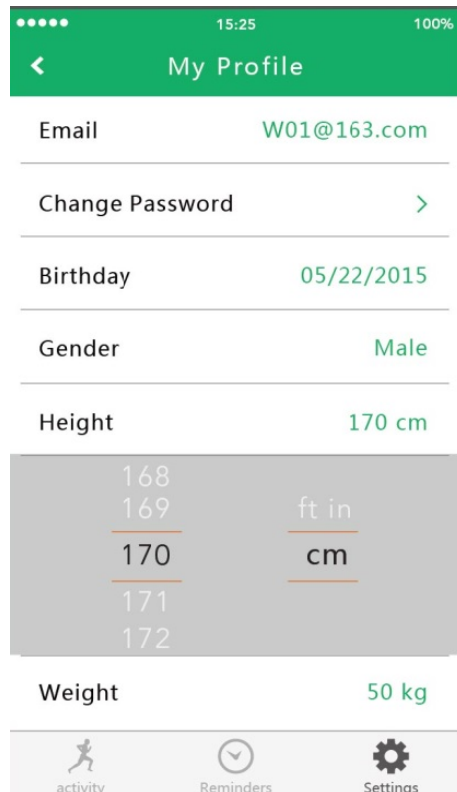 15:25 100%
My Profile
Email W01@163.com
Change Password >
Birthday 05/22/2015
Gender Male
Height 170 cm
168
169 ft in
170 cm
171
172
Weight 50 kg
activity Reminders Settings